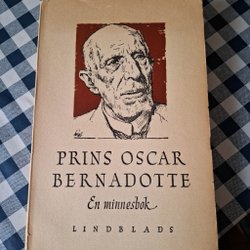 PRINS OSCAR
BERNADOTTE
En minnesbok
LINDBLADS